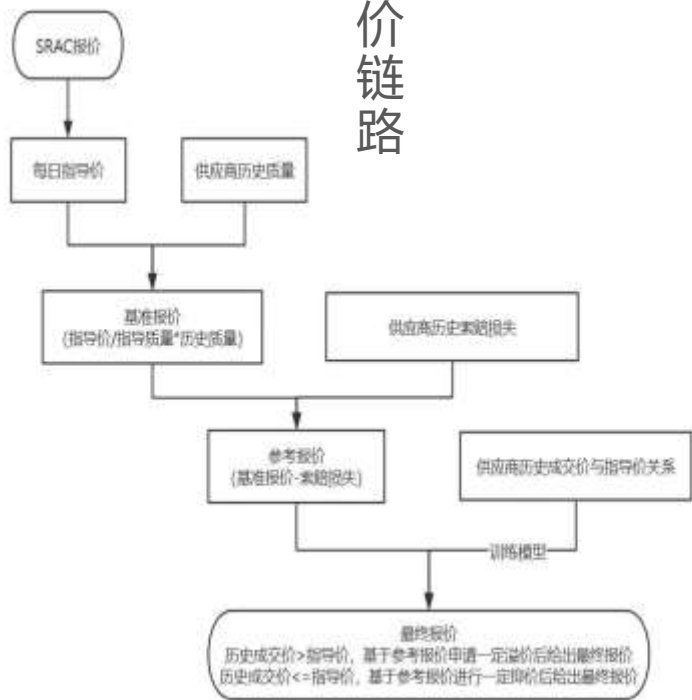 价
链
路
SRAC报价
每日指导价
供应商历史质量
基准报价
(指导价/指导质量*历史质量)
供应商历史索赔损失
参考报价
(基准报价-索赔损失)
供应商历史成交价与指导价关系
训练模型
最终报价
历史成交价>指导价，基于参考报价申请一定溢价后给出最终报价
历史成交价<=指导价，基于参考报价进行一定抑价后给出最终报价